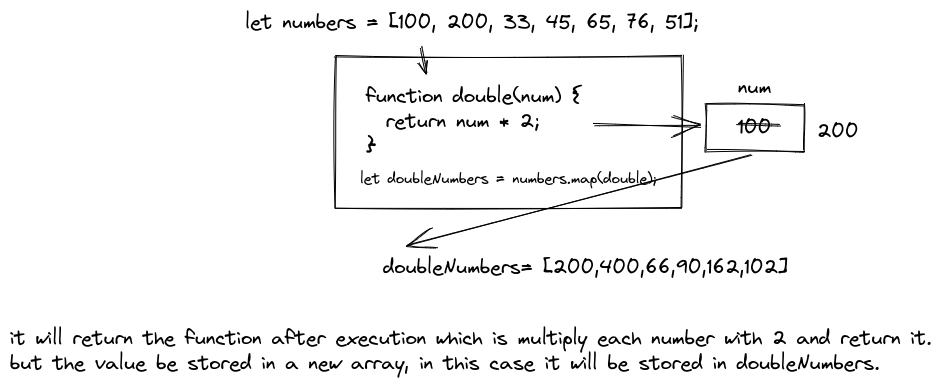 let numbers = [100, 200, 33, 45, 65, 76, 51];
function double(num) {
return num * 2;
}
let doubleNumbers = numbers.map(double);
num
100
200
doubleNumbers= [200,400,66,90,162,102]
it will return the function after execution which is multiply each number with 2 and return it.
but the value be stored in a new array, in this case it will be stored in doubleNumbers.